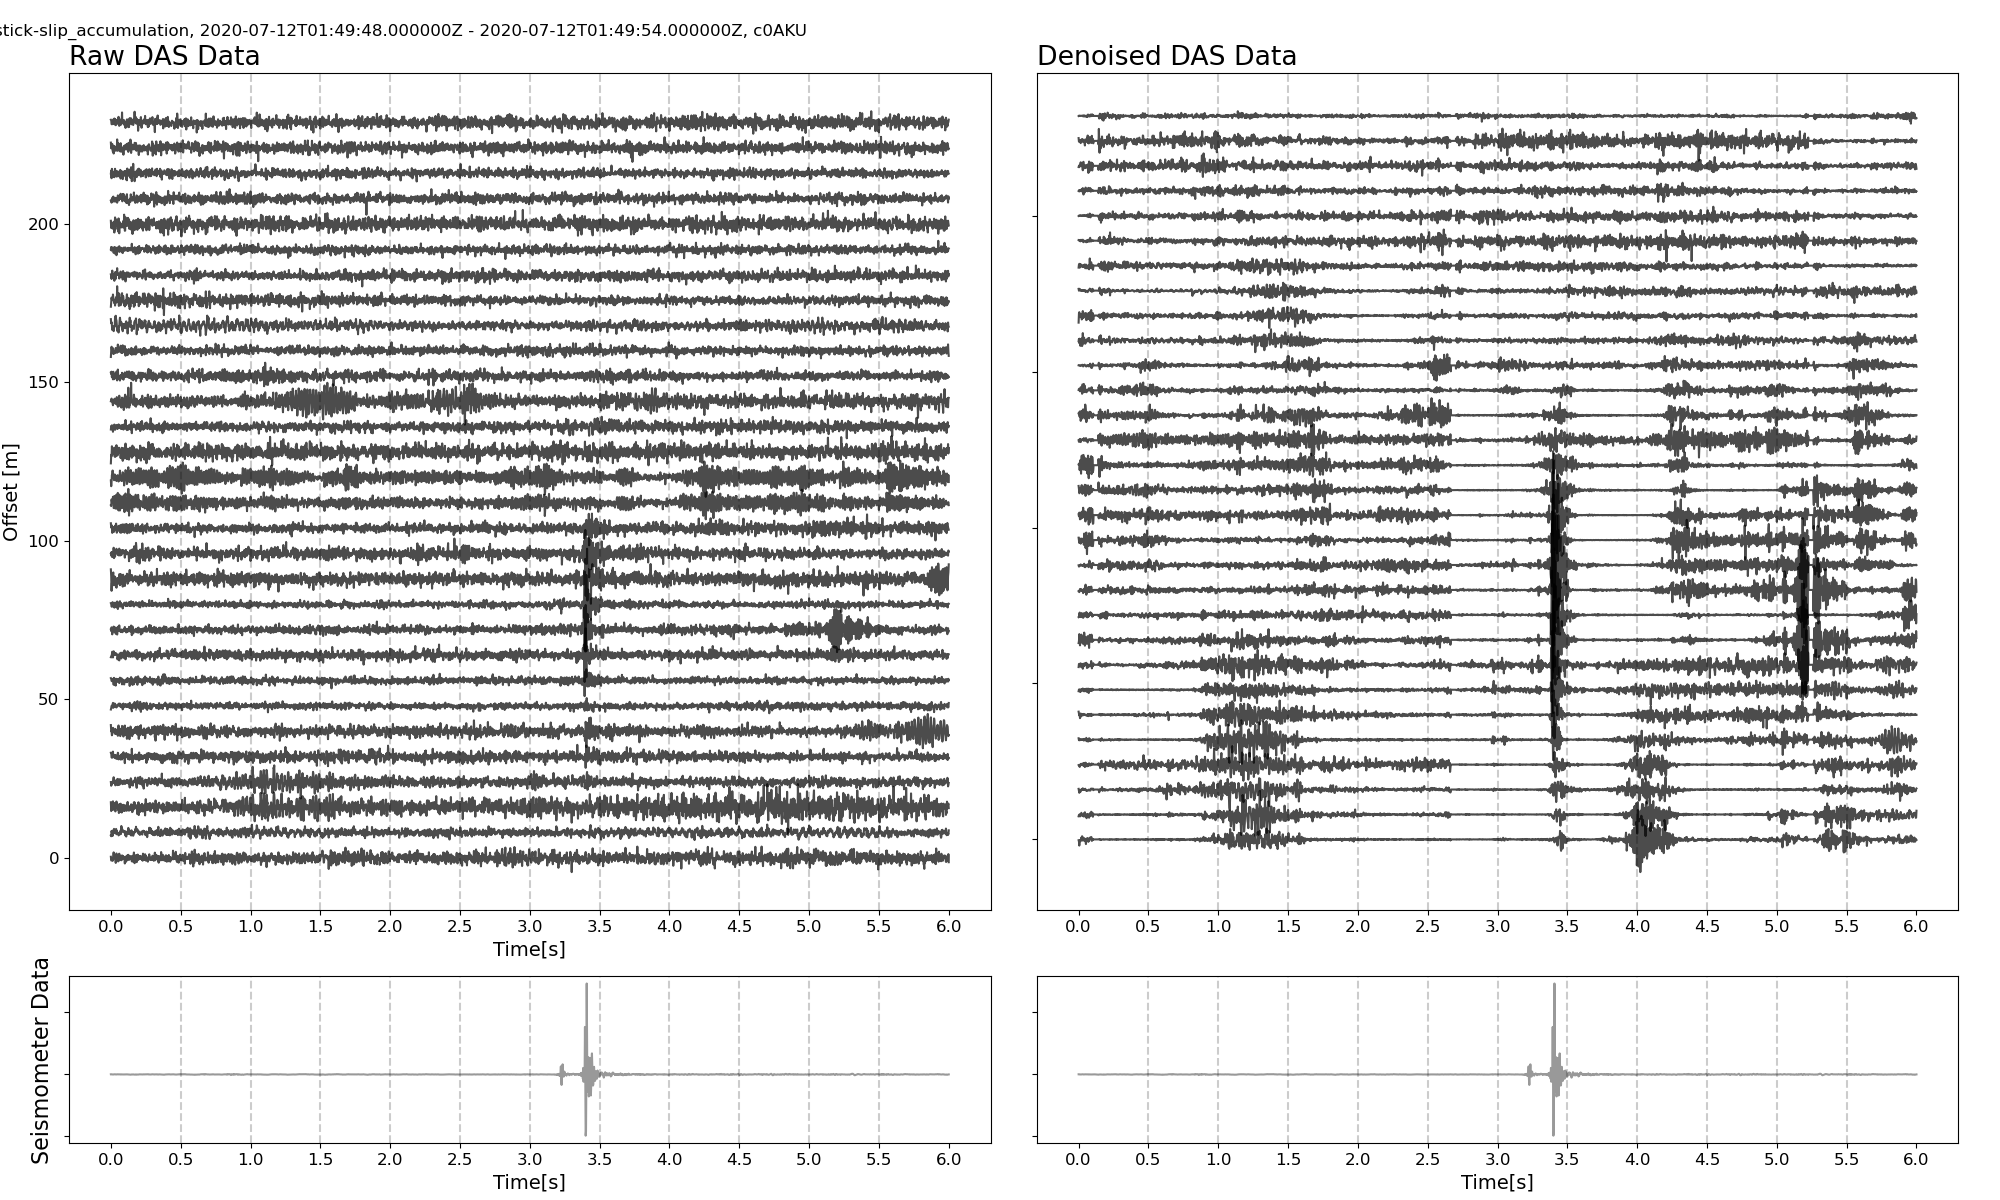 stick-slip_accumulation, 2020-07-12T01:49:48.000000Z - 2020-07-12T01:49:54.000000Z, c0AKU
Raw DAS Data
Denoised DAS Data
Offset [m]
200
150
100
50
0
0.0 0.5 1.0 1.5 2.0 2.5 3.0 3.5 4.0 4.5 5.0 5.5 6.0
Time[s]
0.0 0.5 1.0 1.5 2.0 2.5 3.0 3.5 4.0 4.5 5.0 5.5 6.0
Seismometer Data
0.0 0.5 1.0 1.5 2.0 2.5 3.0 3.5 4.0 4.5 5.0 5.5 6.0
Time[s]
0.0 0.5 1.0 1.5 2.0 2.5 3.0 3.5 4.0 4.5 5.0 5.5 6.0
Time[s]